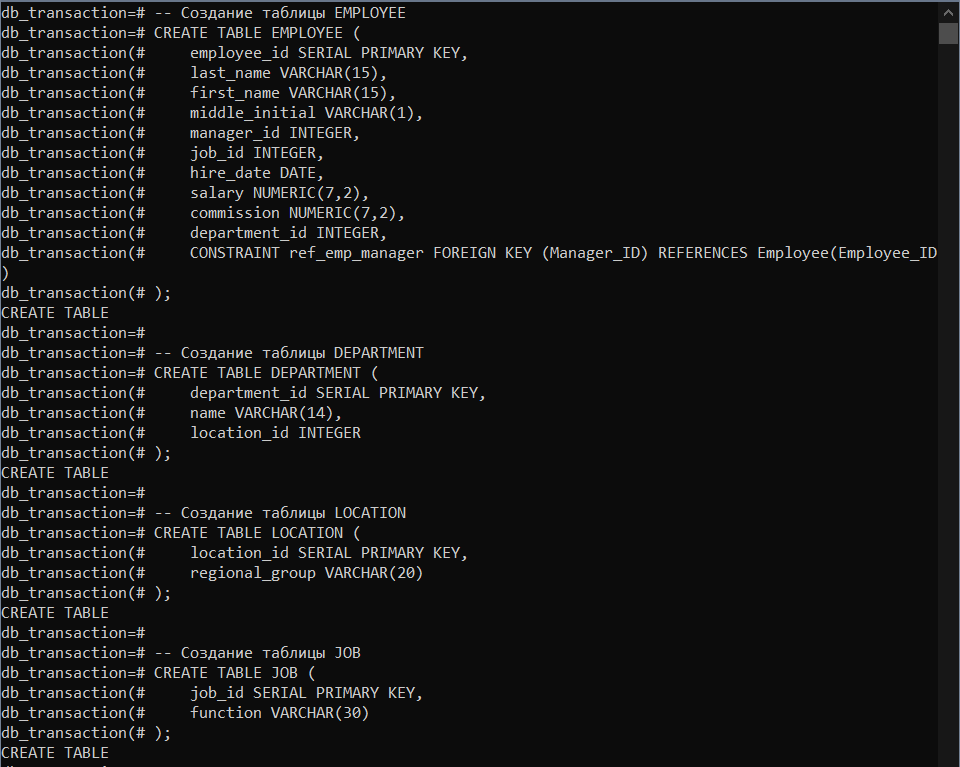 db_transaction=# -- Создание таблицы EMPLOYEE
db_transaction=# CREATE TABLE EMPLOYEE (
db_transaction(#     employee_id SERIAL PRIMARY KEY,
db_transaction(#     last_name VARCHAR(15),
db_transaction(#     first_name VARCHAR(15),
db_transaction(#     middle_initial VARCHAR(1),
db_transaction(#     manager_id INTEGER,
db_transaction(#     job_id INTEGER,
db_transaction(#     hire_date DATE,
db_transaction(#     salary NUMERIC(7,2),
db_transaction(#     commission NUMERIC(7,2),
db_transaction(#     department_id INTEGER,
db_transaction(#     CONSTRAINT ref_emp_manager FOREIGN KEY (Manager_ID) REFERENCES Employee(Employee_ID
)
db_transaction(# );
CREATE TABLE
db_transaction=#
db_transaction=# -- Создание таблицы DEPARTMENT
db_transaction=# CREATE TABLE DEPARTMENT (
db_transaction(#     department_id SERIAL PRIMARY KEY,
db_transaction(#     name VARCHAR(14),
db_transaction(#     location_id INTEGER
db_transaction(# );
CREATE TABLE
db_transaction=#
db_transaction=# -- Создание таблицы LOCATION
db_transaction=# CREATE TABLE LOCATION (
db_transaction(#     location_id SERIAL PRIMARY KEY,
db_transaction(#     regional_group VARCHAR(20)
db_transaction(# );
CREATE TABLE
db_transaction=#
db_transaction=# -- Создание таблицы JOB
db_transaction=# CREATE TABLE JOB (
db_transaction(#     job_id SERIAL PRIMARY KEY,
db_transaction(#     function VARCHAR(30)
db_transaction(# );
CREATE TABLE